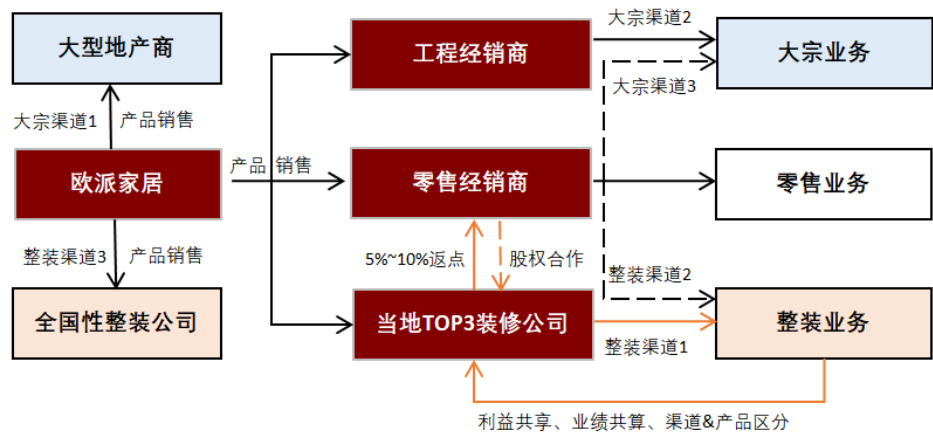 大型地产商
工程经销商
大宗渠道2
大宗业务
大宗渠道3
大宗渠道1
产品销售
欧派家居
产品 销售
零售经销商
零售业务
整装渠道3
产品销售
5%~10%返点
股权合作
整装渠道2
全国性整装公司
当地TOP3装修公司
整装渠道1
整装业务
利益共享、业绩共算、渠道&产品区分